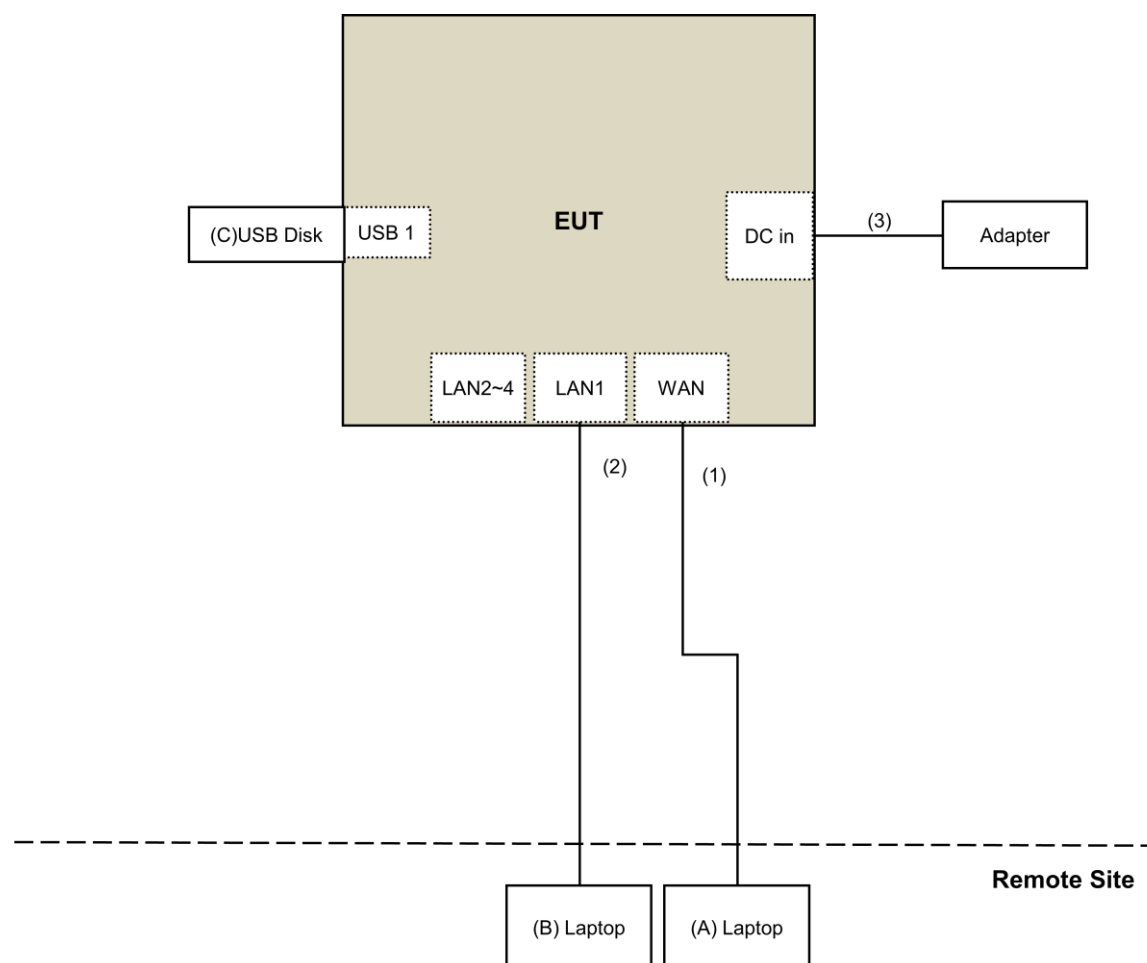 EUT
(C)USB Disk
USB 1
DC in
(3)
Adapter
LAN2~4
LAN1
WAN
(2)
(1)
Remote Site
(B) Laptop
(A) Laptop